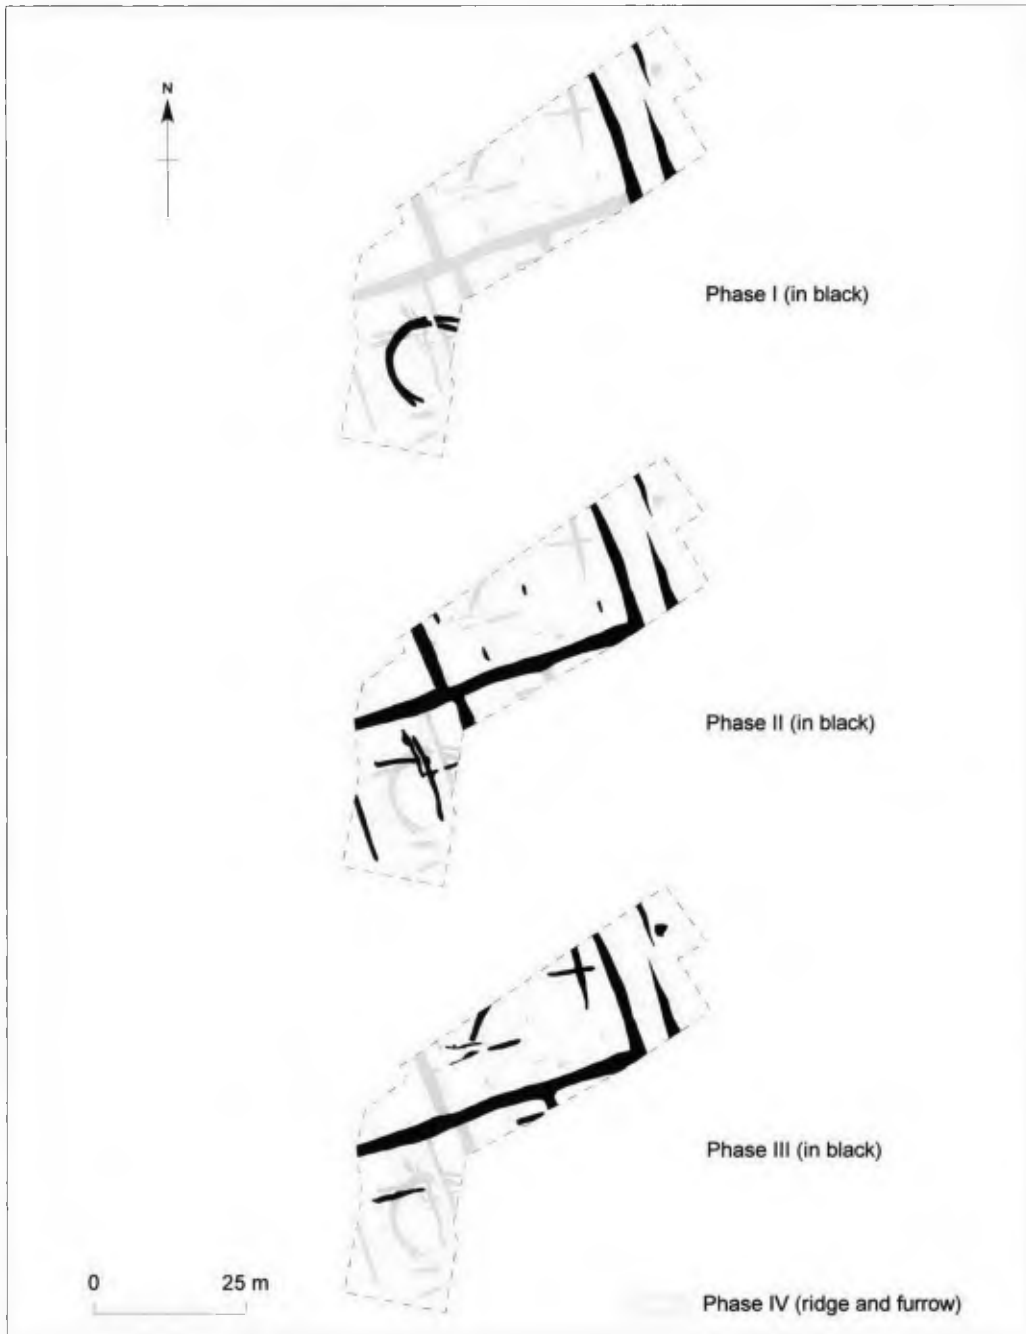 N
Phase I (in black)
Phase II (in black)
Phase III (in black)
0 25 m
Phase IV (ridge and furrow)